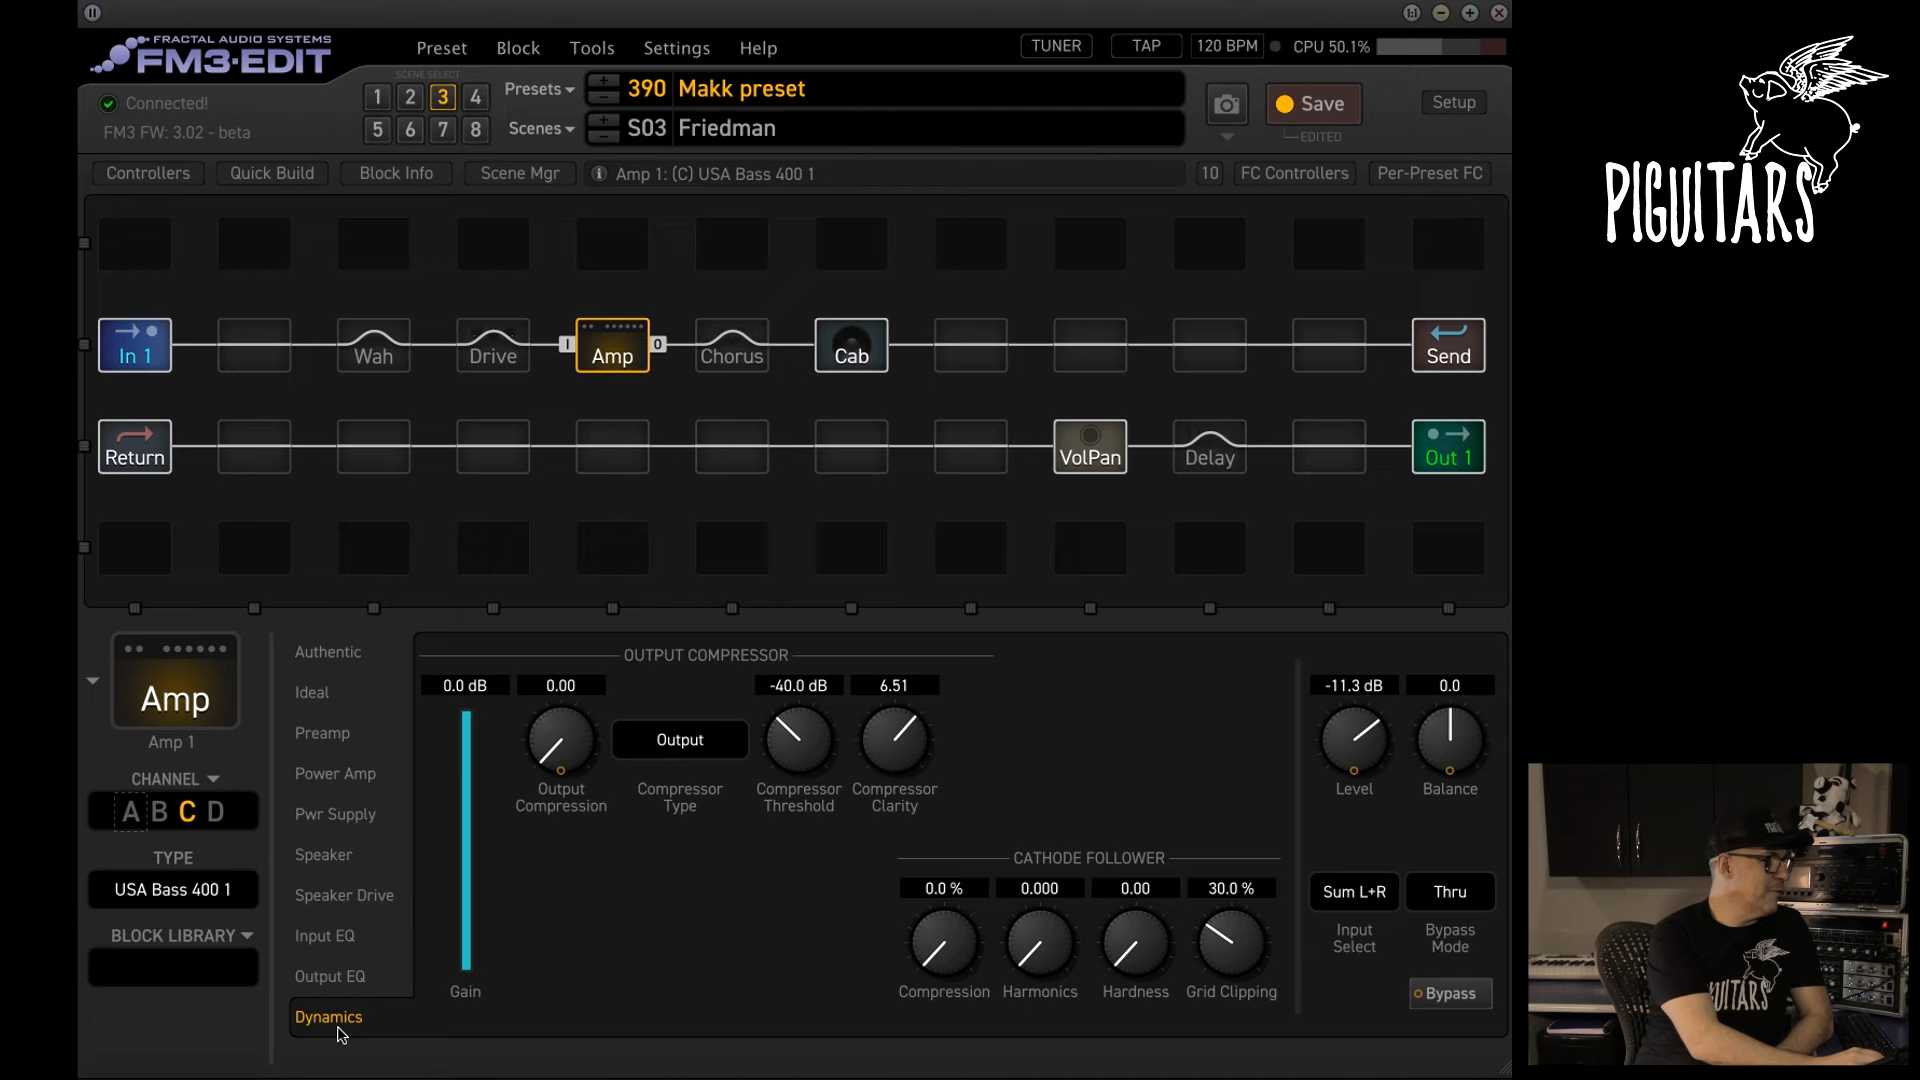 FRACTAL AUDIO SYSTEMS
FM3-EDIT
Preset Block Tools Settings Help
TUNER TAP 120 BPM CPU 50.1%
Connected!
FM3 FW: 3.02 - beta
SCENE SELECT
1 2 3 4
5 6 7 8
Presets 390 Makk preset
Scenes S03 Friedman
Save
EDITED
Setup
Controllers Quick Build Block Info Scene Mgr Amp 1: (C) USA Bass 400 1 10 FC Controllers Per-Preset FC
In 1 Wah Drive I Amp O Chorus Cab Send
Return VolPan Delay Out 1
Amp
Amp 1
CHANNEL
A B C D
TYPE
USA Bass 400 1
BLOCK LIBRARY
Authentic
Ideal
Preamp
Power Amp
Pwr Supply
Speaker
Speaker Drive
Input EQ
Output EQ
Dynamics
OUTPUT COMPRESSOR
0.0 dB 0.00 -40.0 dB 6.51
Output
Output Compression
Compressor Type
Compressor Threshold
Compressor Clarity
Gain
CATHODE FOLLOWER
0.0 % 0.000 0.00 30.0 %
Compression Harmonics Hardness Grid Clipping
-11.3 dB 0.0
Level Balance
Sum L+R Thru
Input Select
Bypass Mode
Bypass
PIGUITARS
1:1